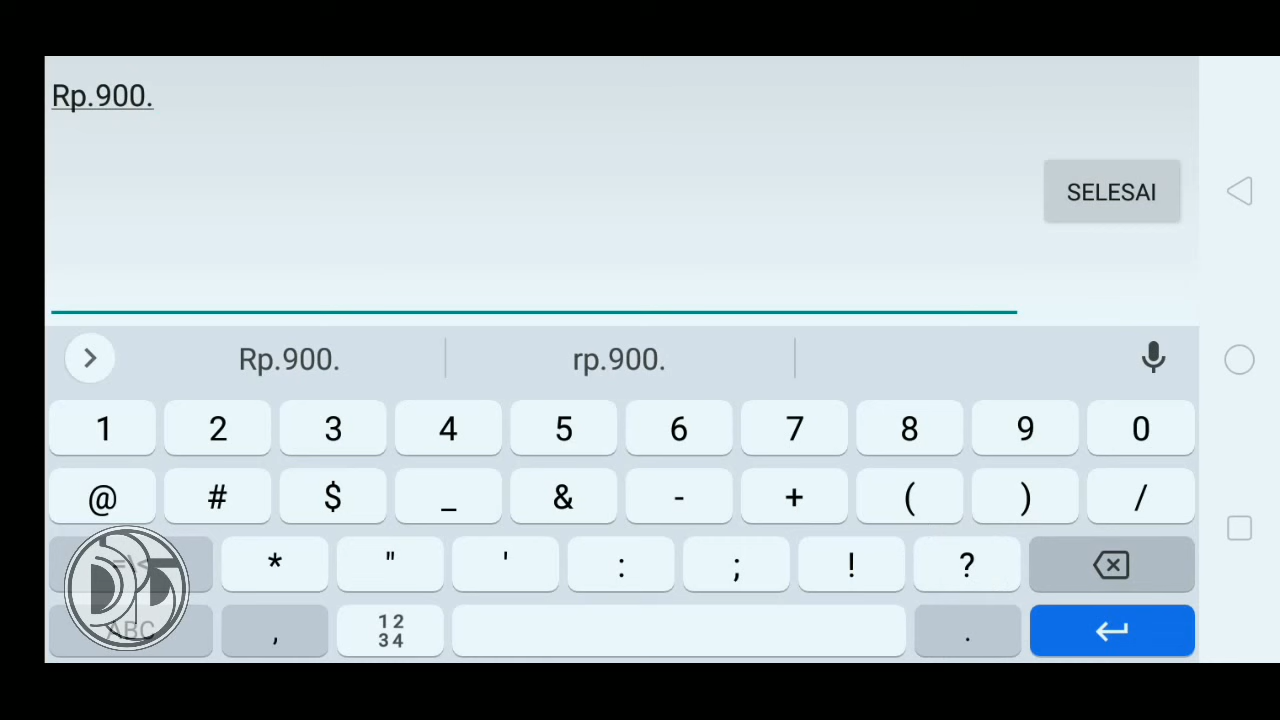 Rp.900.
SELESAI
Rp.900. rp.900.
1 2 3 4 5 6 7 8 9 0
@ # $ _ & - + ( ) /
=\< * " ' : ; ! ?
ABC , 12 34 .